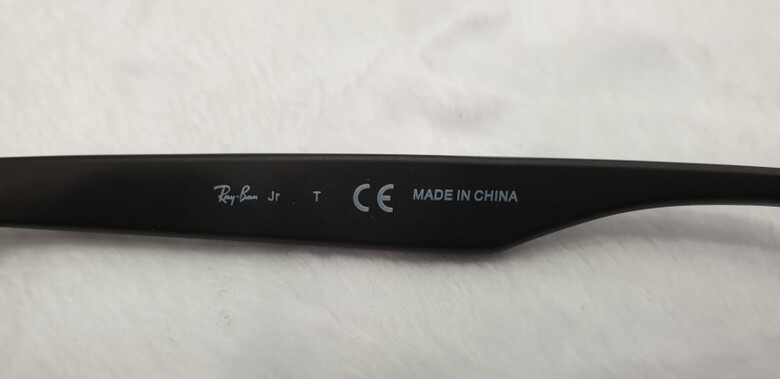 Ray-Ban Jr T CE MADE IN CHINA